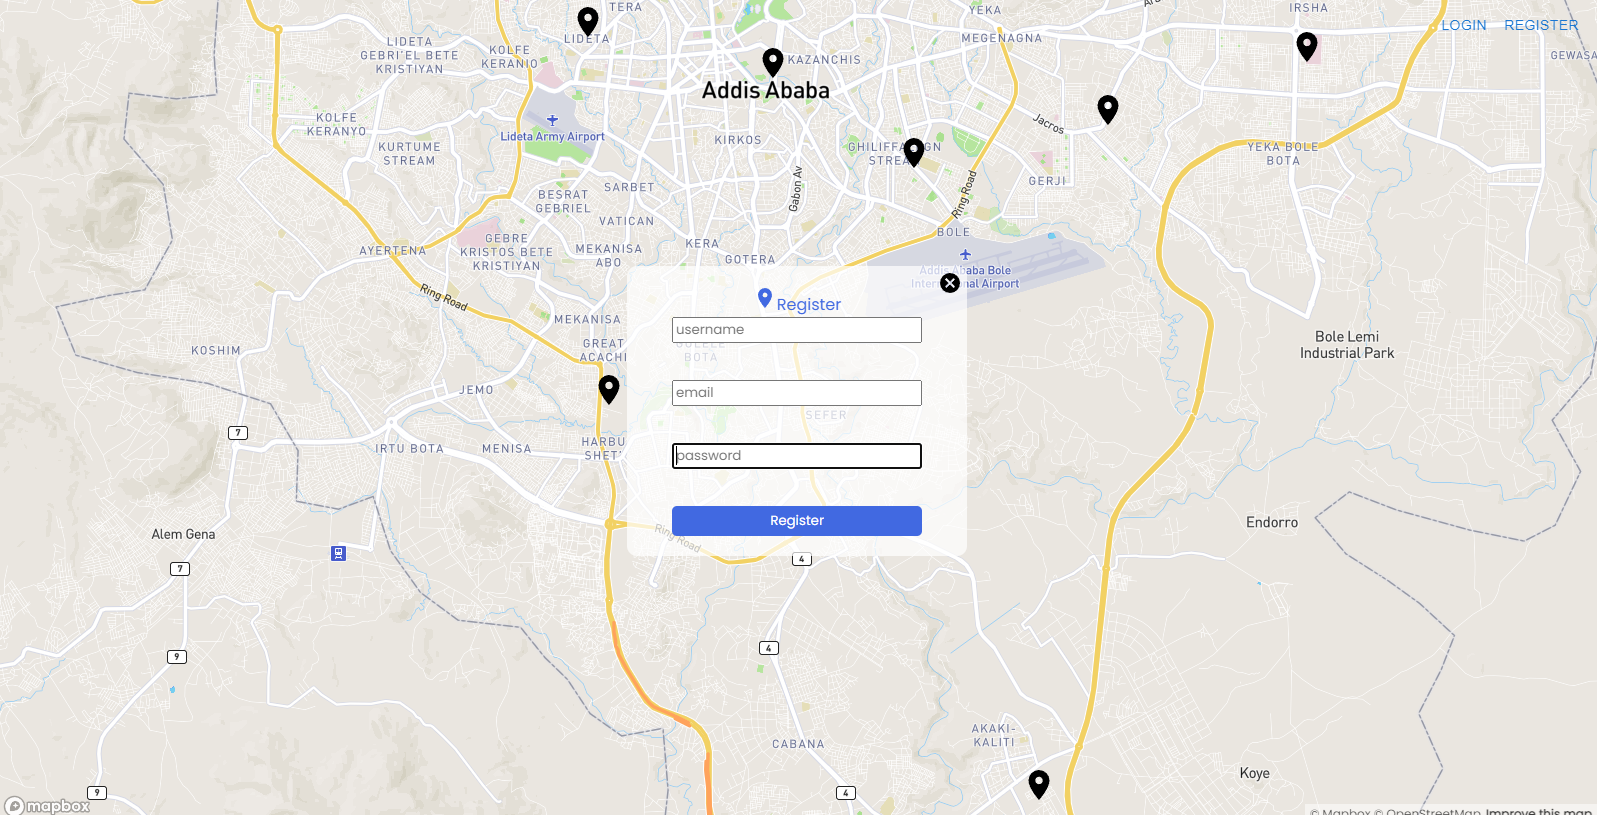 TERA
YEKA
IRSHA
LOGIN REGISTER
LIDETA
MEGENAGNA
LIDETA
GEBRI'EL BETE
KRISTIYAN
KOLFE
KERANIO
KAZANCHIS
GEWASA
Addis Ababa
KOLFE
KERANYO
Lideta Army Airport
Jacros
KIRKOS
KURTUME
STREAM
YEKA BOLE
BOTA
GERJI
Gabon Av
Ring Road
BESRAT
GEBRIEL
SARBET
VATICAN
BOLE
AYERTENA
GEBRE
KRISTOS BETE
KRISTIYAN
MEKANISA
ABO
KERA
GOTERA
Addis Ababa Bole
International Airport
Ring Road
Register
username
MEKANISA
KOSHIM
GREAT
ACACHI
BOTA
Bole Lemi
Industrial Park
JEMO
email
SEFER
7
IRTU BOTA
MENISA
HARBU
SHETI
password
Register
Alem Gena
Endorro
Ring Road
4
7
4
9
CABANA
AKAKI-
KALITI
Koye
9
4
mapbox
© Mapbox © OpenStreetMap Improve this map